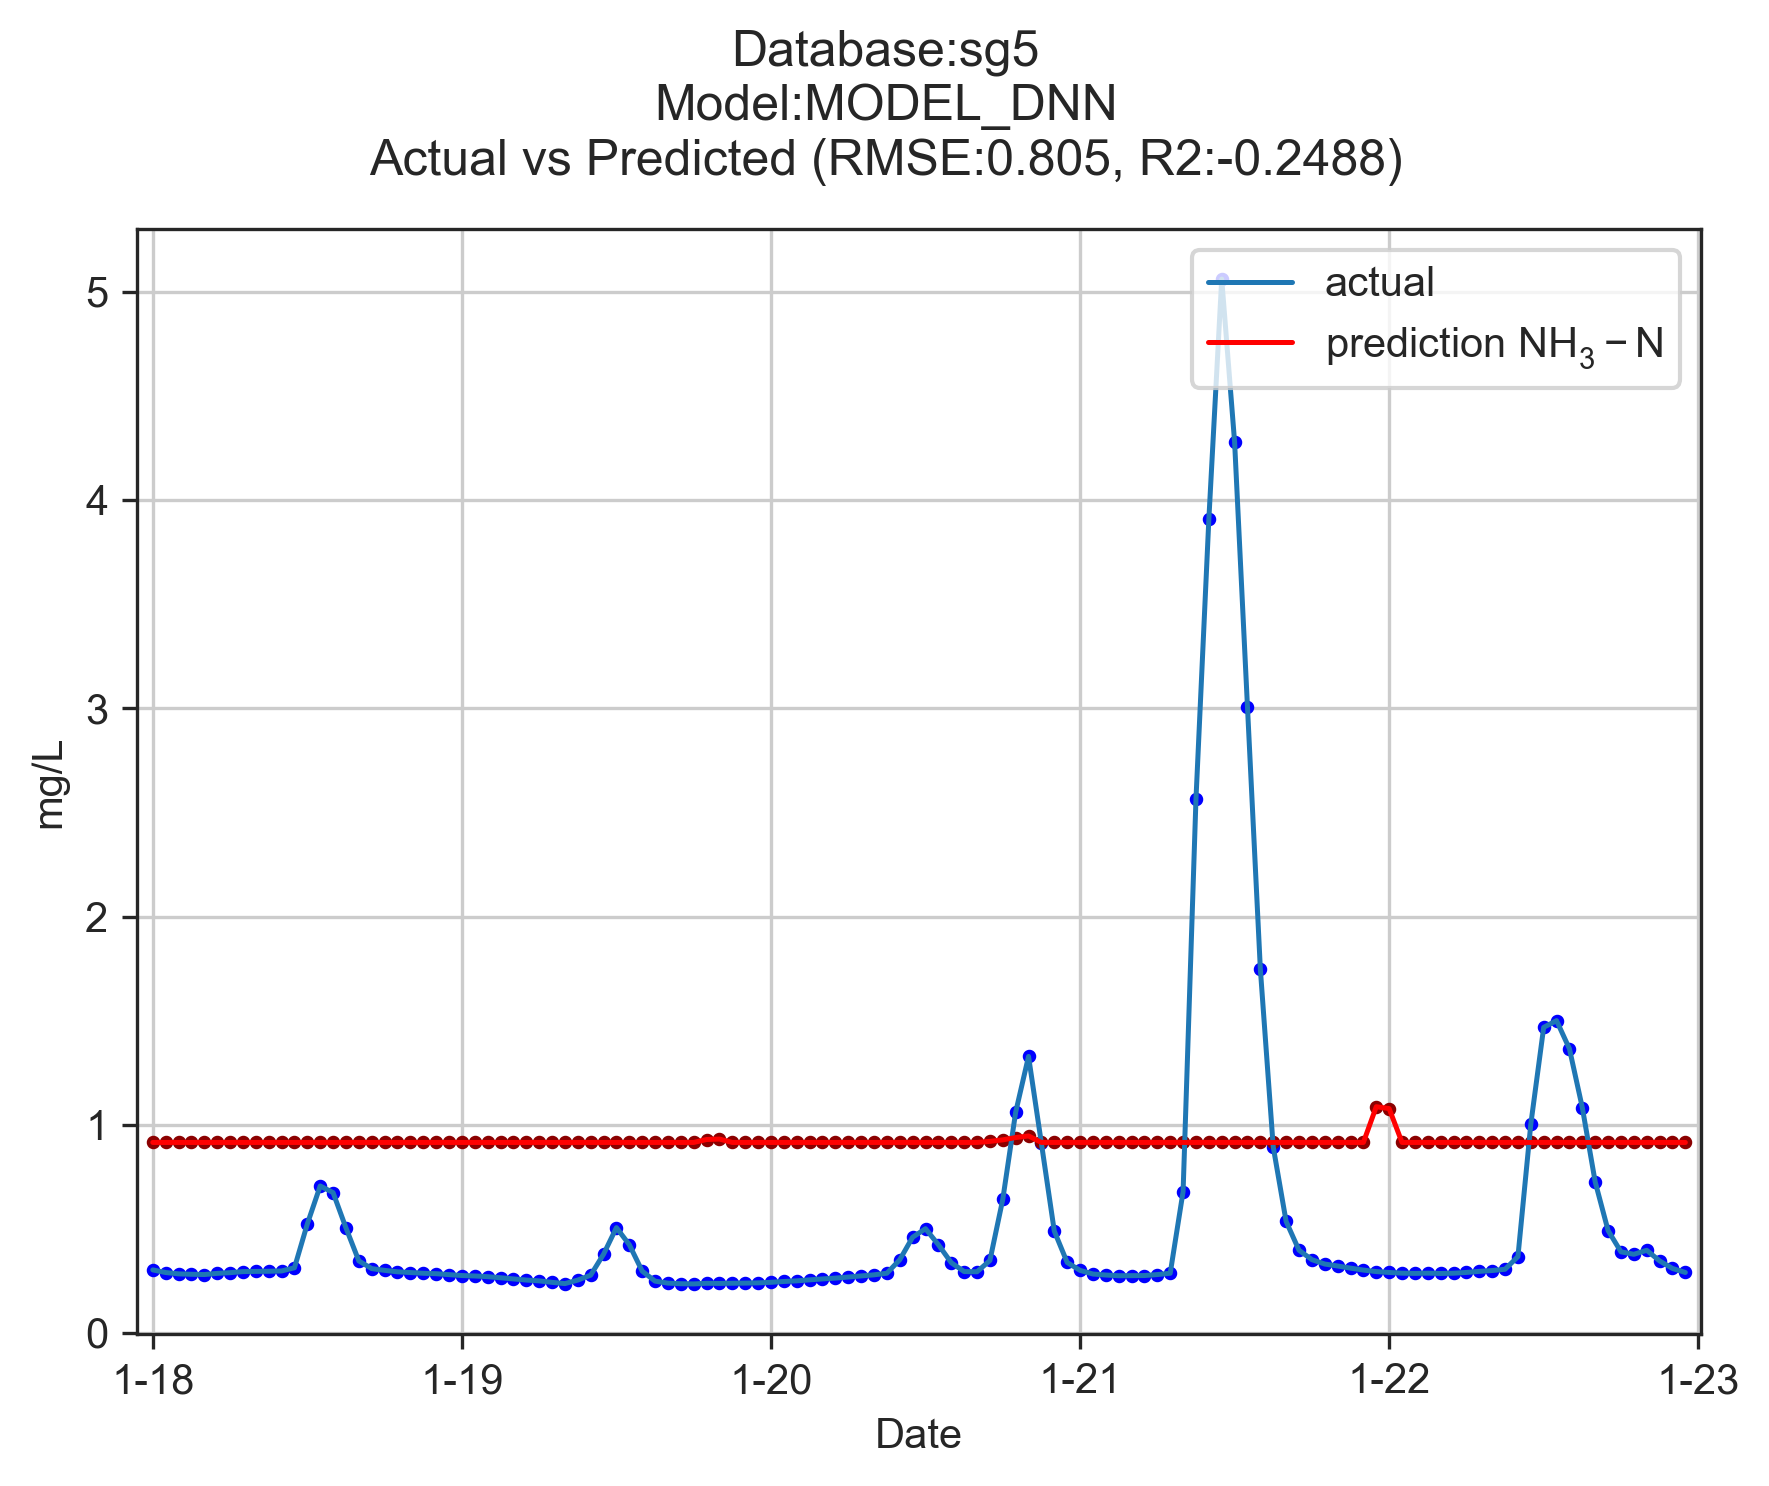 Database:sg5
Model:MODEL_DNN
Actual vs Predicted (RMSE:0.805, R2:-0.2488)
actual
prediction NH₃ − N
5
4
3
2
1
0
mg/L
1-18 1-19 1-20 1-21 1-22 1-23
Date